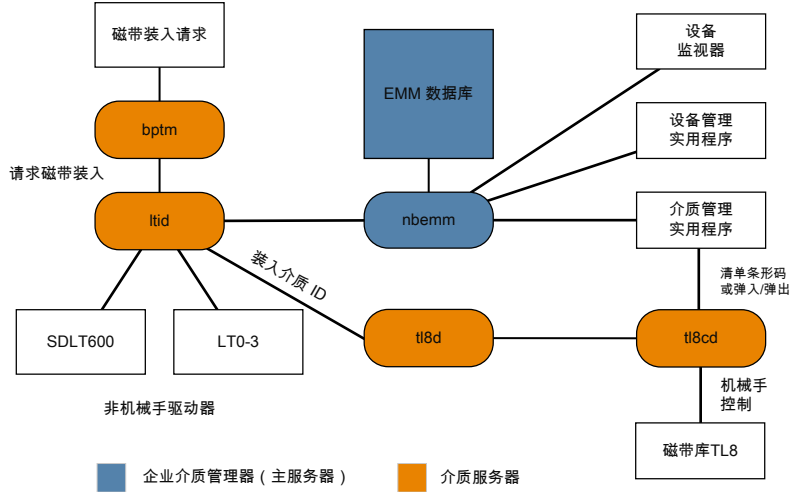 磁带装入请求
设备
监视器
EMM 数据库
bptm
设备管理
实用程序
请求磁带装入
ltid
nbemm
介质管理
实用程序
装入介质 ID
清单条形码
或弹入/弹出
SDLT600
LT0-3
tl8d
tl8cd
非机械手驱动器
机械手
控制
磁带库TL8
企业介质管理器（主服务器）
介质服务器